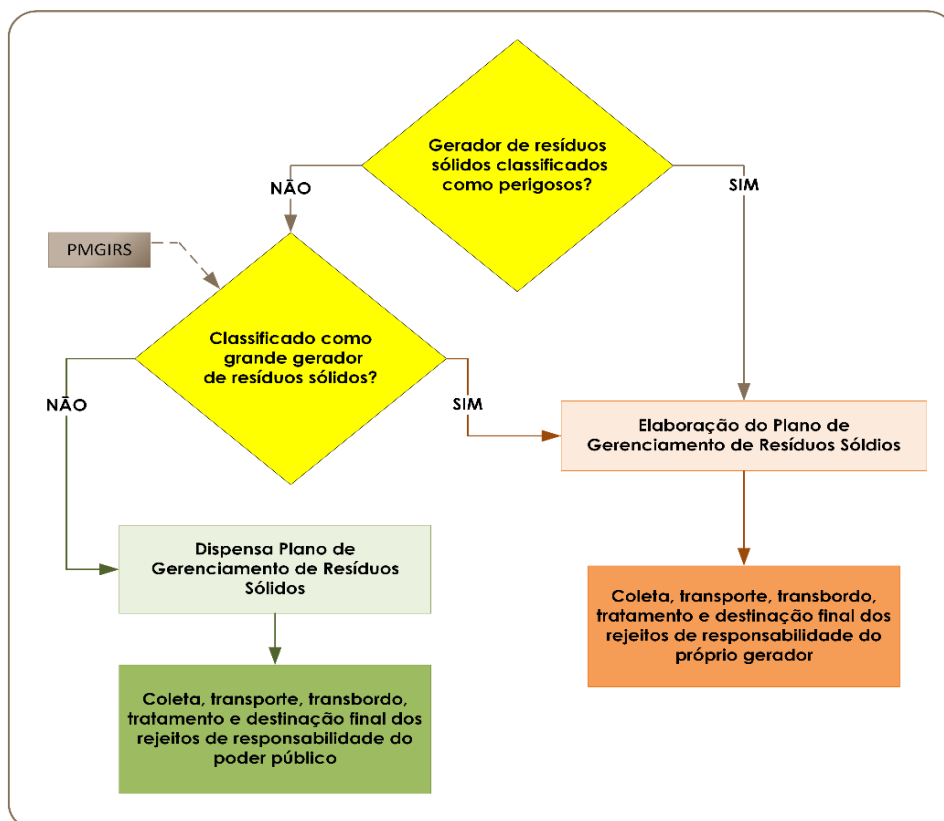 Gerador de resíduos
sólidos classificados
como perigosos?
NÃO
SIM
PMGIRS
Classificado como
grande gerador
de resíduos sólidos?
NÃO
SIM
Elaboração do Plano de
Gerenciamento de Resíduos Sóldios
Dispensa Plano de
Gerenciamento de Resíduos
Sólidos
Coleta, transporte, transbordo,
tratamento e destinação final dos
rejeitos de responsabilidade do
próprio gerador
Coleta, transporte, transbordo,
tratamento e destinação final dos
rejeitos de responsabilidade do
poder público